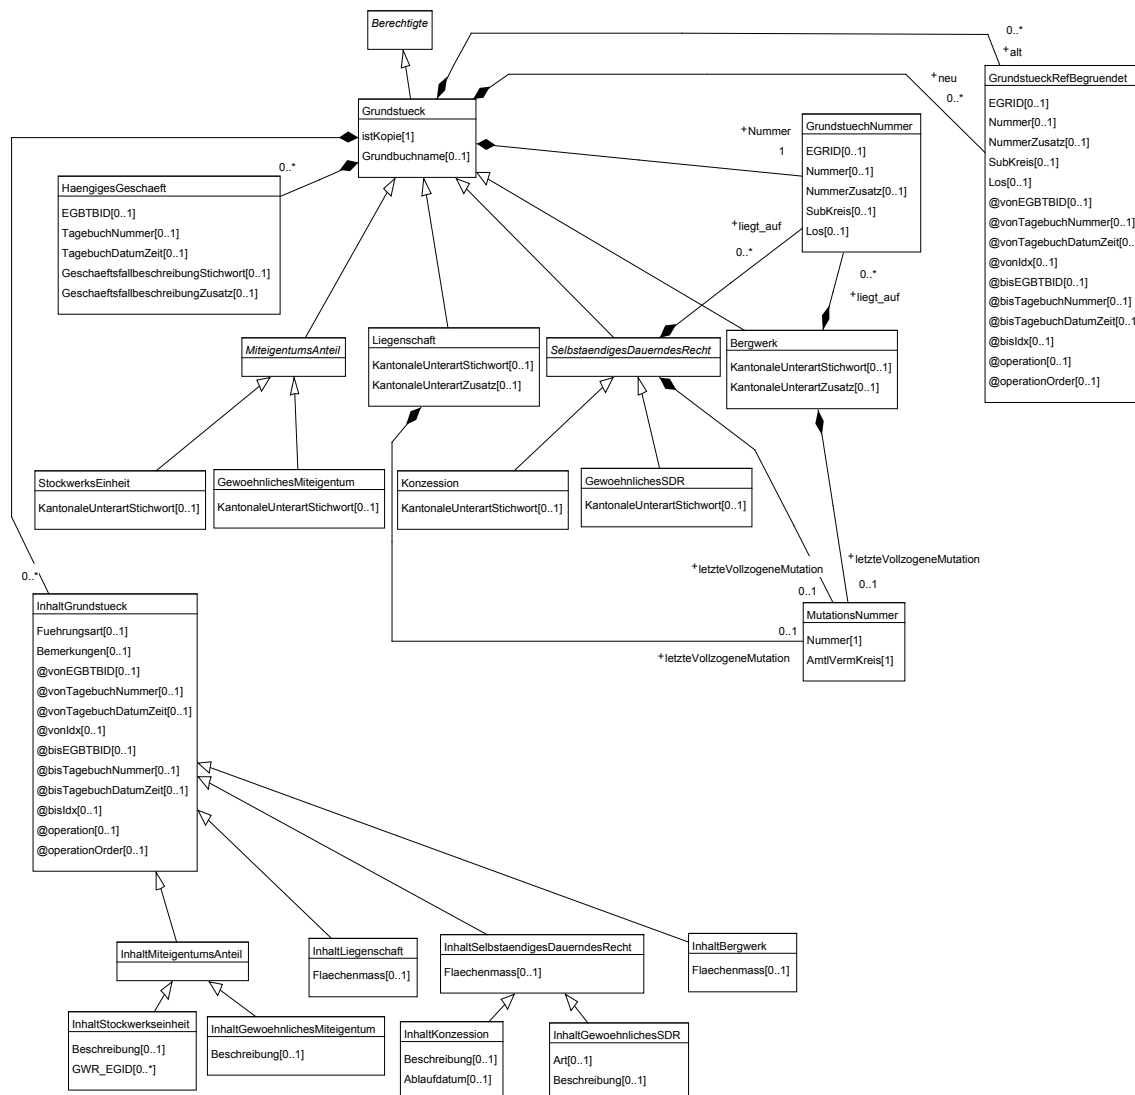 Berechtigte
0..*
+alt
GrundstueckRefBegruendet
EGRID[0..1]
Nummer[0..1]
NummerZusatz[0..1]
SubKreis[0..1]
Los[0..1]
@vonEGBTBID[0..1]
@vonTagebuchNummer[0..1]
@vonTagebuchDatumZeit[0..
@vonIdx[0..1]
@bisEGBTBID[0..1]
@bisTagebuchNummer[0..1]
@bisTagebuchDatumZeit[0..1
@bisIdx[0..1]
@operation[0..1]
@operationOrder[0..1]
+neu
0..*
Grundstueck
istKopie[1]
Grundbuchname[0..1]
+Nummer
1
GrundstuechNummer
EGRID[0..1]
Nummer[0..1]
NummerZusatz[0..1]
SubKreis[0..1]
Los[0..1]
0..*
HaengigesGeschaeft
EGBTBID[0..1]
TagebuchNummer[0..1]
TagebuchDatumZeit[0..1]
GeschaeftsfallbeschreibungStichwort[0..1]
GeschaeftsfallbeschreibungZusatz[0..1]
+liegt_auf
0..*
0..*
+liegt_auf
MiteigentumsAnteil
Liegenschaft
KantonaleUnterartStichwort[0..1]
KantonaleUnterartZusatz[0..1]
SelbstaendigesDauerndesRecht
Bergwerk
KantonaleUnterartStichwort[0..1]
KantonaleUnterartZusatz[0..1]
StockwerksEinheit
KantonaleUnterartStichwort[0..1]
GewoehnlichesMiteigentum
KantonaleUnterartStichwort[0..1]
Konzession
KantonaleUnterartStichwort[0..1]
GewoehnlichesSDR
KantonaleUnterartStichwort[0..1]
+letzteVollzogeneMutation
0..1
+letzteVollzogeneMutation
0..1
0..1
+letzteVollzogeneMutation
MutationsNummer
Nummer[1]
AmtlVermKreis[1]
0..*
InhaltGrundstueck
Fuehrungsart[0..1]
Bemerkungen[0..1]
@vonEGBTBID[0..1]
@vonTagebuchNummer[0..1]
@vonTagebuchDatumZeit[0..1]
@vonIdx[0..1]
@bisEGBTBID[0..1]
@bisTagebuchNummer[0..1]
@bisTagebuchDatumZeit[0..1]
@bisIdx[0..1]
@operation[0..1]
@operationOrder[0..1]
InhaltMiteigentumsAnteil
InhaltLiegenschaft
Flaechenmass[0..1]
InhaltSelbstaendigesDauerndesRecht
Flaechenmass[0..1]
InhaltBergwerk
Flaechenmass[0..1]
InhaltStockwerkseinheit
Beschreibung[0..1]
GWR_EGID[0..*]
InhaltGewoehnlichesMiteigentum
Beschreibung[0..1]
InhaltKonzession
Beschreibung[0..1]
Ablaufdatum[0..1]
InhaltGewoehnlichesSDR
Art[0..1]
Beschreibung[0..1]